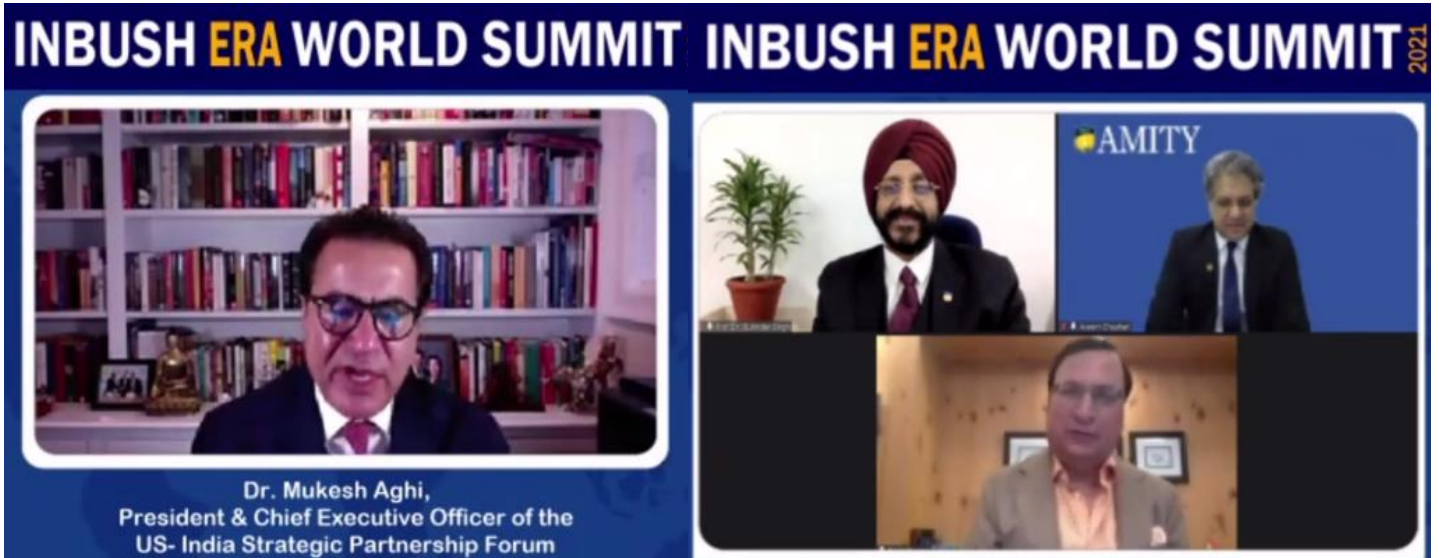 INBUSH ERA WORLD SUMMIT
Dr. Mukesh Aghi,
President & Chief Executive Officer of the
US- India Strategic Partnership Forum
INBUSH ERA WORLD SUMMIT 2021
AMITY